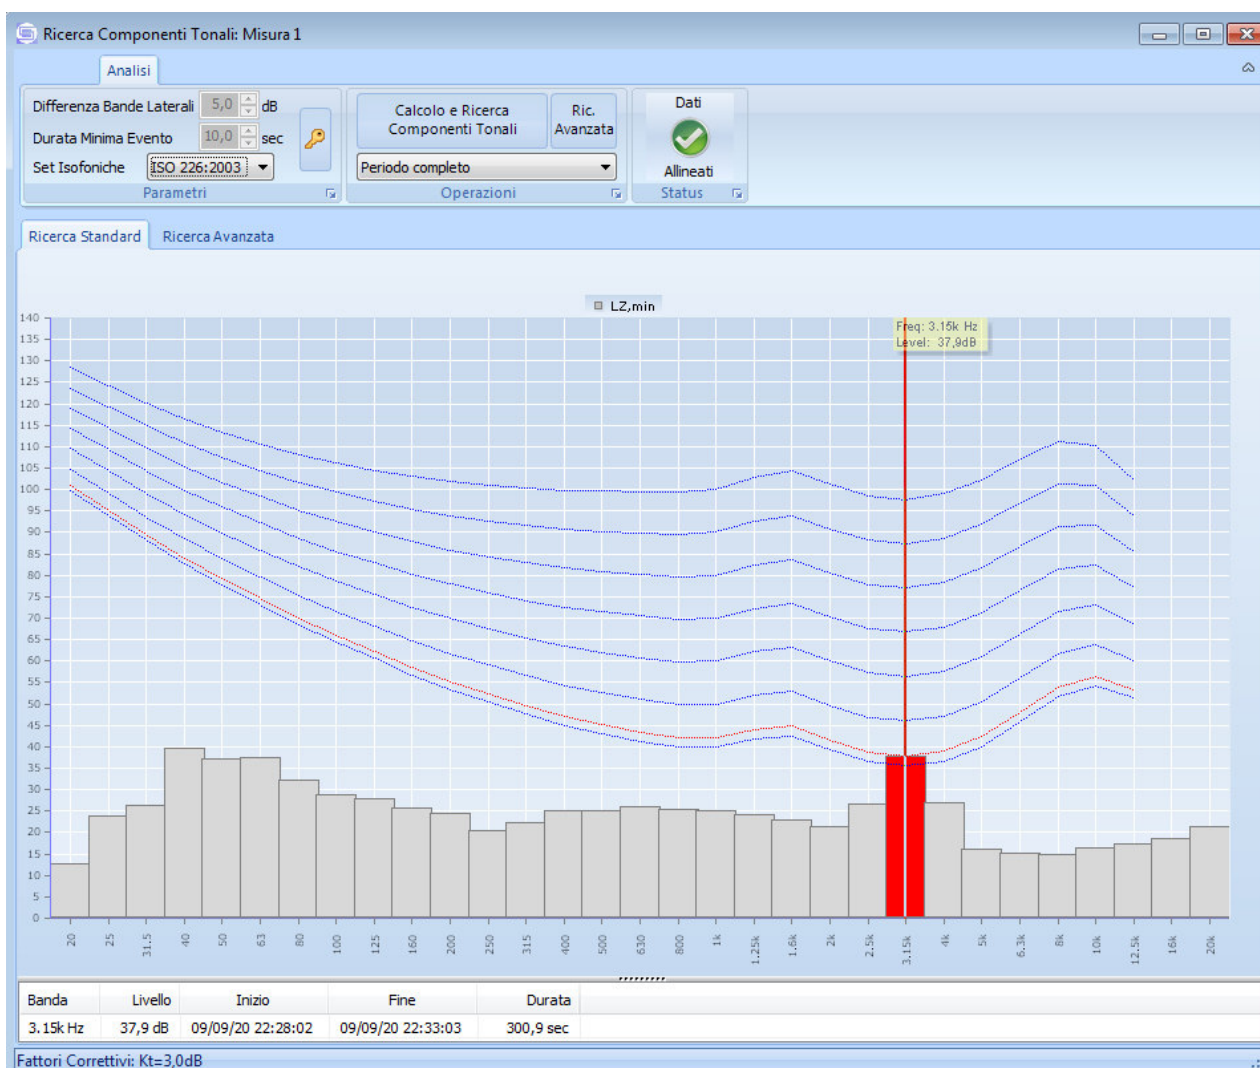 Ricerca Componenti Tonali: Misura 1
Analisi
Differenza Bande Laterali 5,0 dB
Durata Minima Evento 10,0 sec
Set Isofoniche ISO 226:2003
Parametri
Calcolo e Ricerca
Componenti Tonali
Ric.
Avanzata
Periodo completo
Operazioni
Dati
Allineati
Status
Ricerca Standard Ricerca Avanzata
LZ,min
Freq: 3.15k Hz
Level: 37,9dB
140
135
130
125
120
115
110
105
100
95
90
85
80
75
70
65
60
55
50
45
40
35
30
25
20
15
10
5
0
20 25 31.5 40 50 63 80 100 125 160 200 250 315 400 500 630 800 1k 1.25k 1.6k 2k 2.5k 3.15k 4k 5k 6.3k 8k 10k 12.5k 16k 20k
Banda Livello Inizio Fine Durata
3.15k Hz 37,9 dB 09/09/20 22:28:02 09/09/20 22:33:03 300,9 sec
Fattori Correttivi: Kt=3,0dB